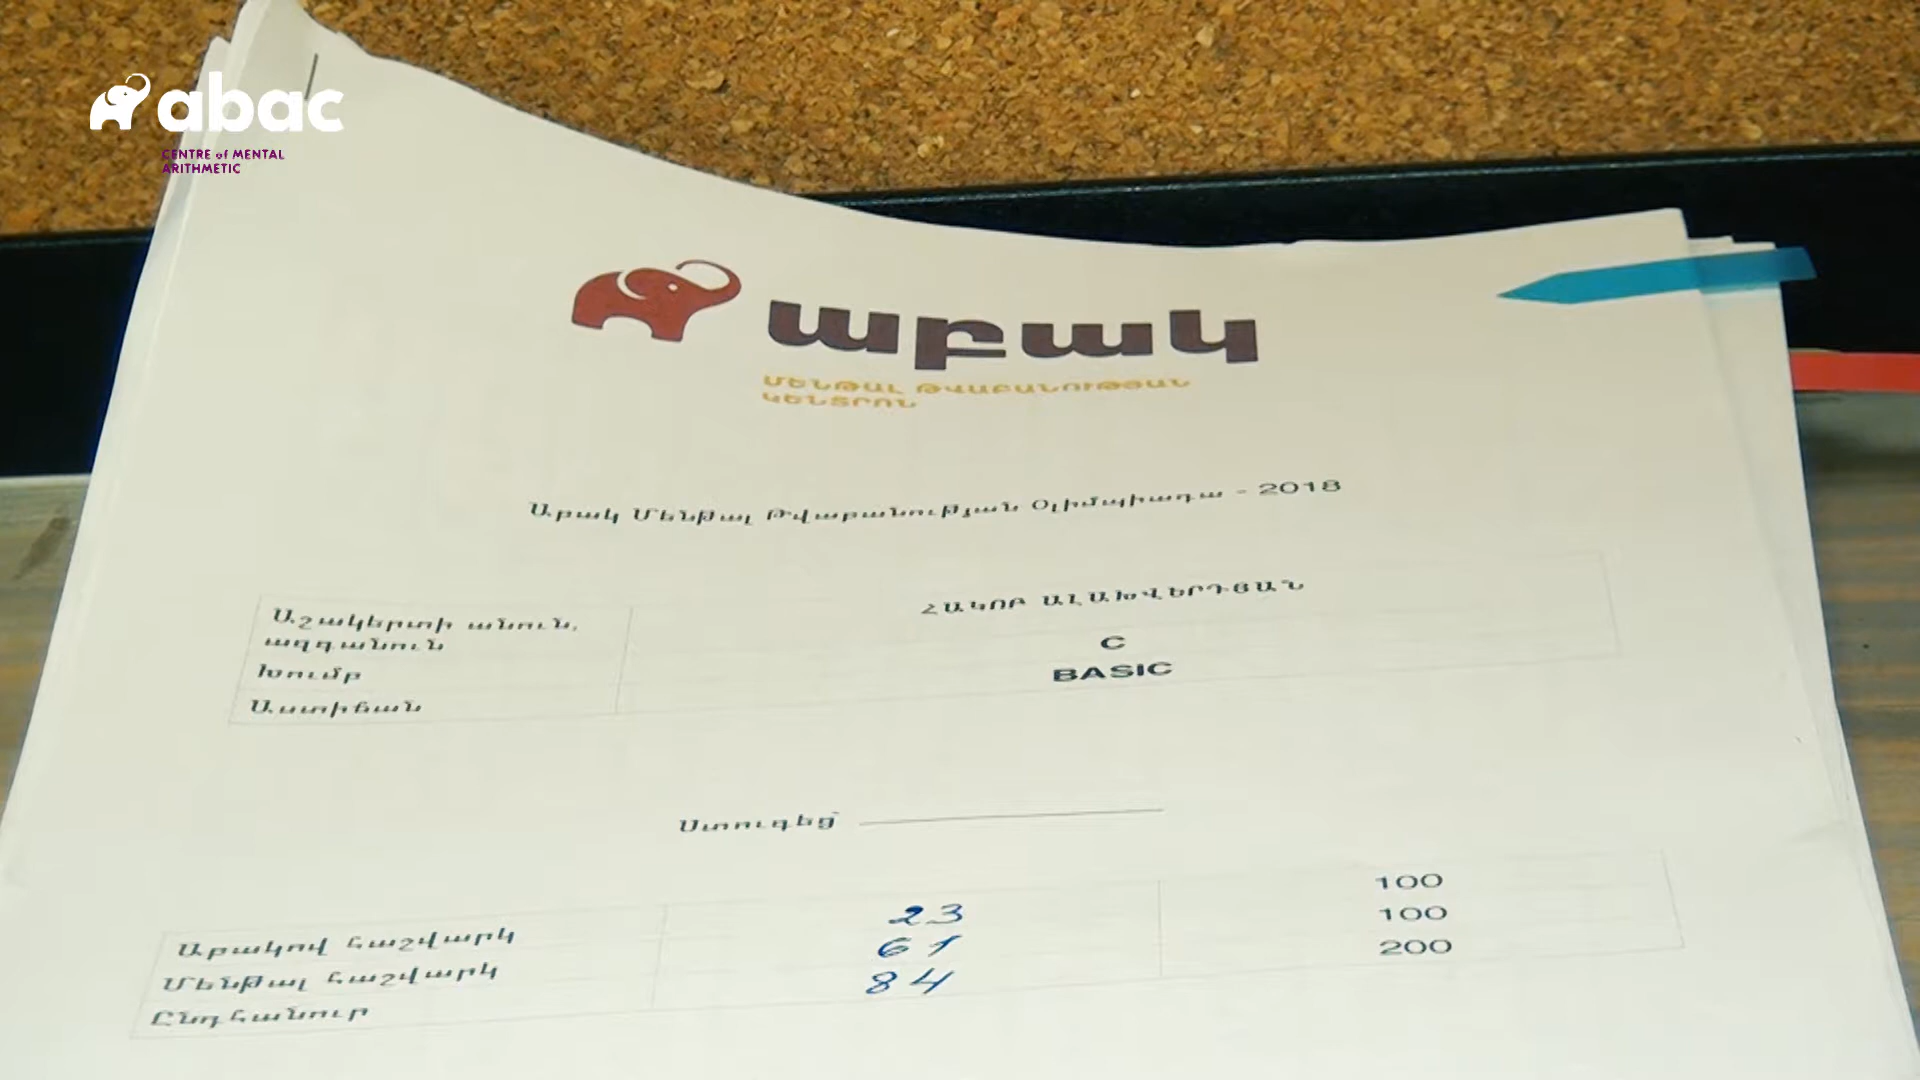 abac
CENTRE of MENTAL
ARITHMETIC
աբակ
ՄԵՆԹԱԼ ԹՎԱԲԱՆՈՒԹՅԱՆ
ԿԵՆՏՐՈՆ
Աբակ Մենթալ Թվաբանության Օլիմպիադա - 2018
Աշակերտի անուն,
ազգանուն
ՀԱԿՈԲ ԱԼԱԽՎԵՐԴՅԱՆ
Խումբ
C
Աստիճան
BASIC
Ստուգեց՝
Աբակով հաշվարկ 23 100
Մենթալ հաշվարկ 61 100
Ընդհանուր 84 200